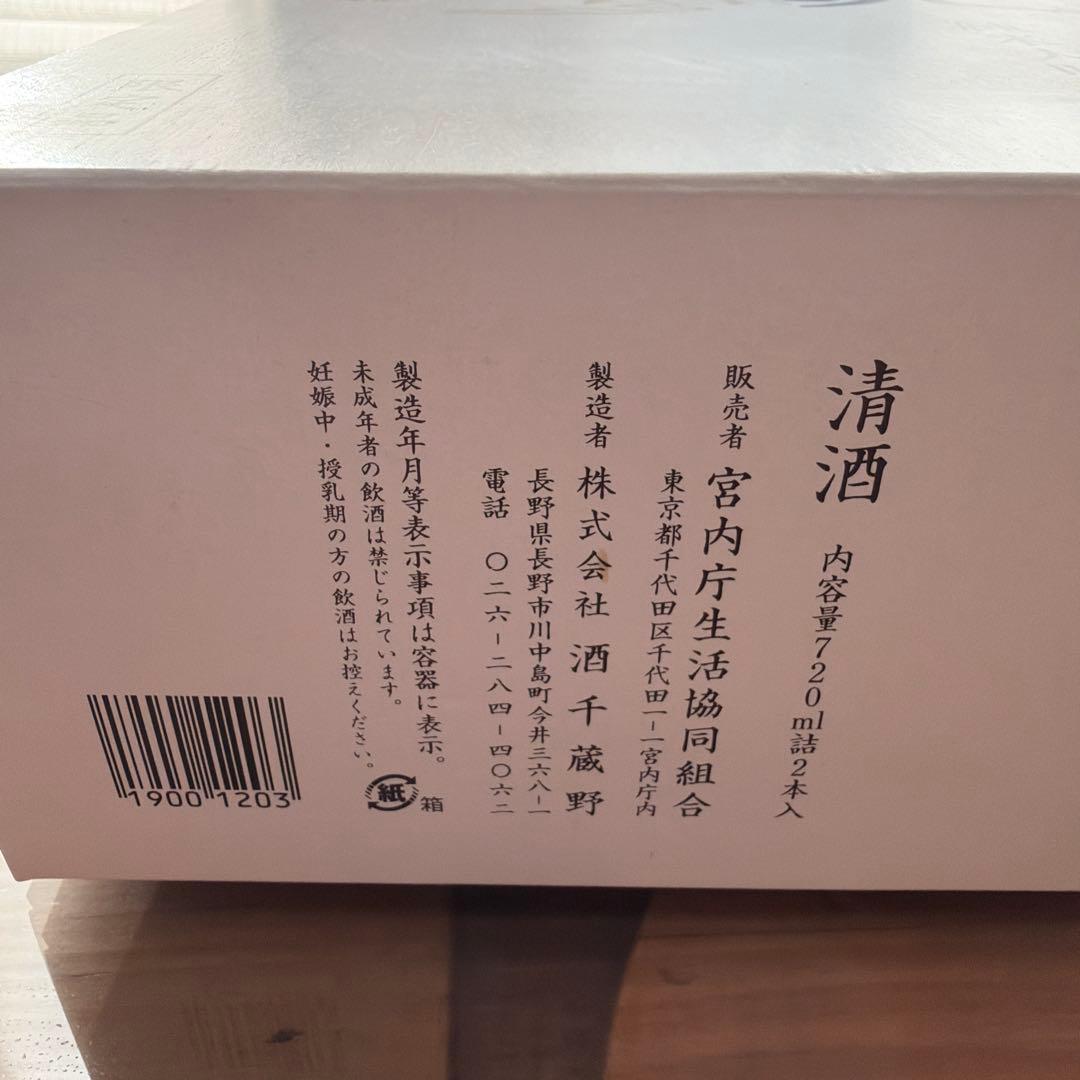 清酒 内容量720ml詰2本入
販売者 宮内庁生活協同組合
東京都千代田区千代田一-一宮内庁内
製造者 株式会社 酒千蔵野
長野県長野市川中島町今井三六八-一
電話 〇二六-二八四-四〇六二
製造年月等表示事項は容器に表示。
未成年者の飲酒は禁じられています。
妊娠中・授乳期の方の飲酒はお控えください。
紙 箱
1900 1203